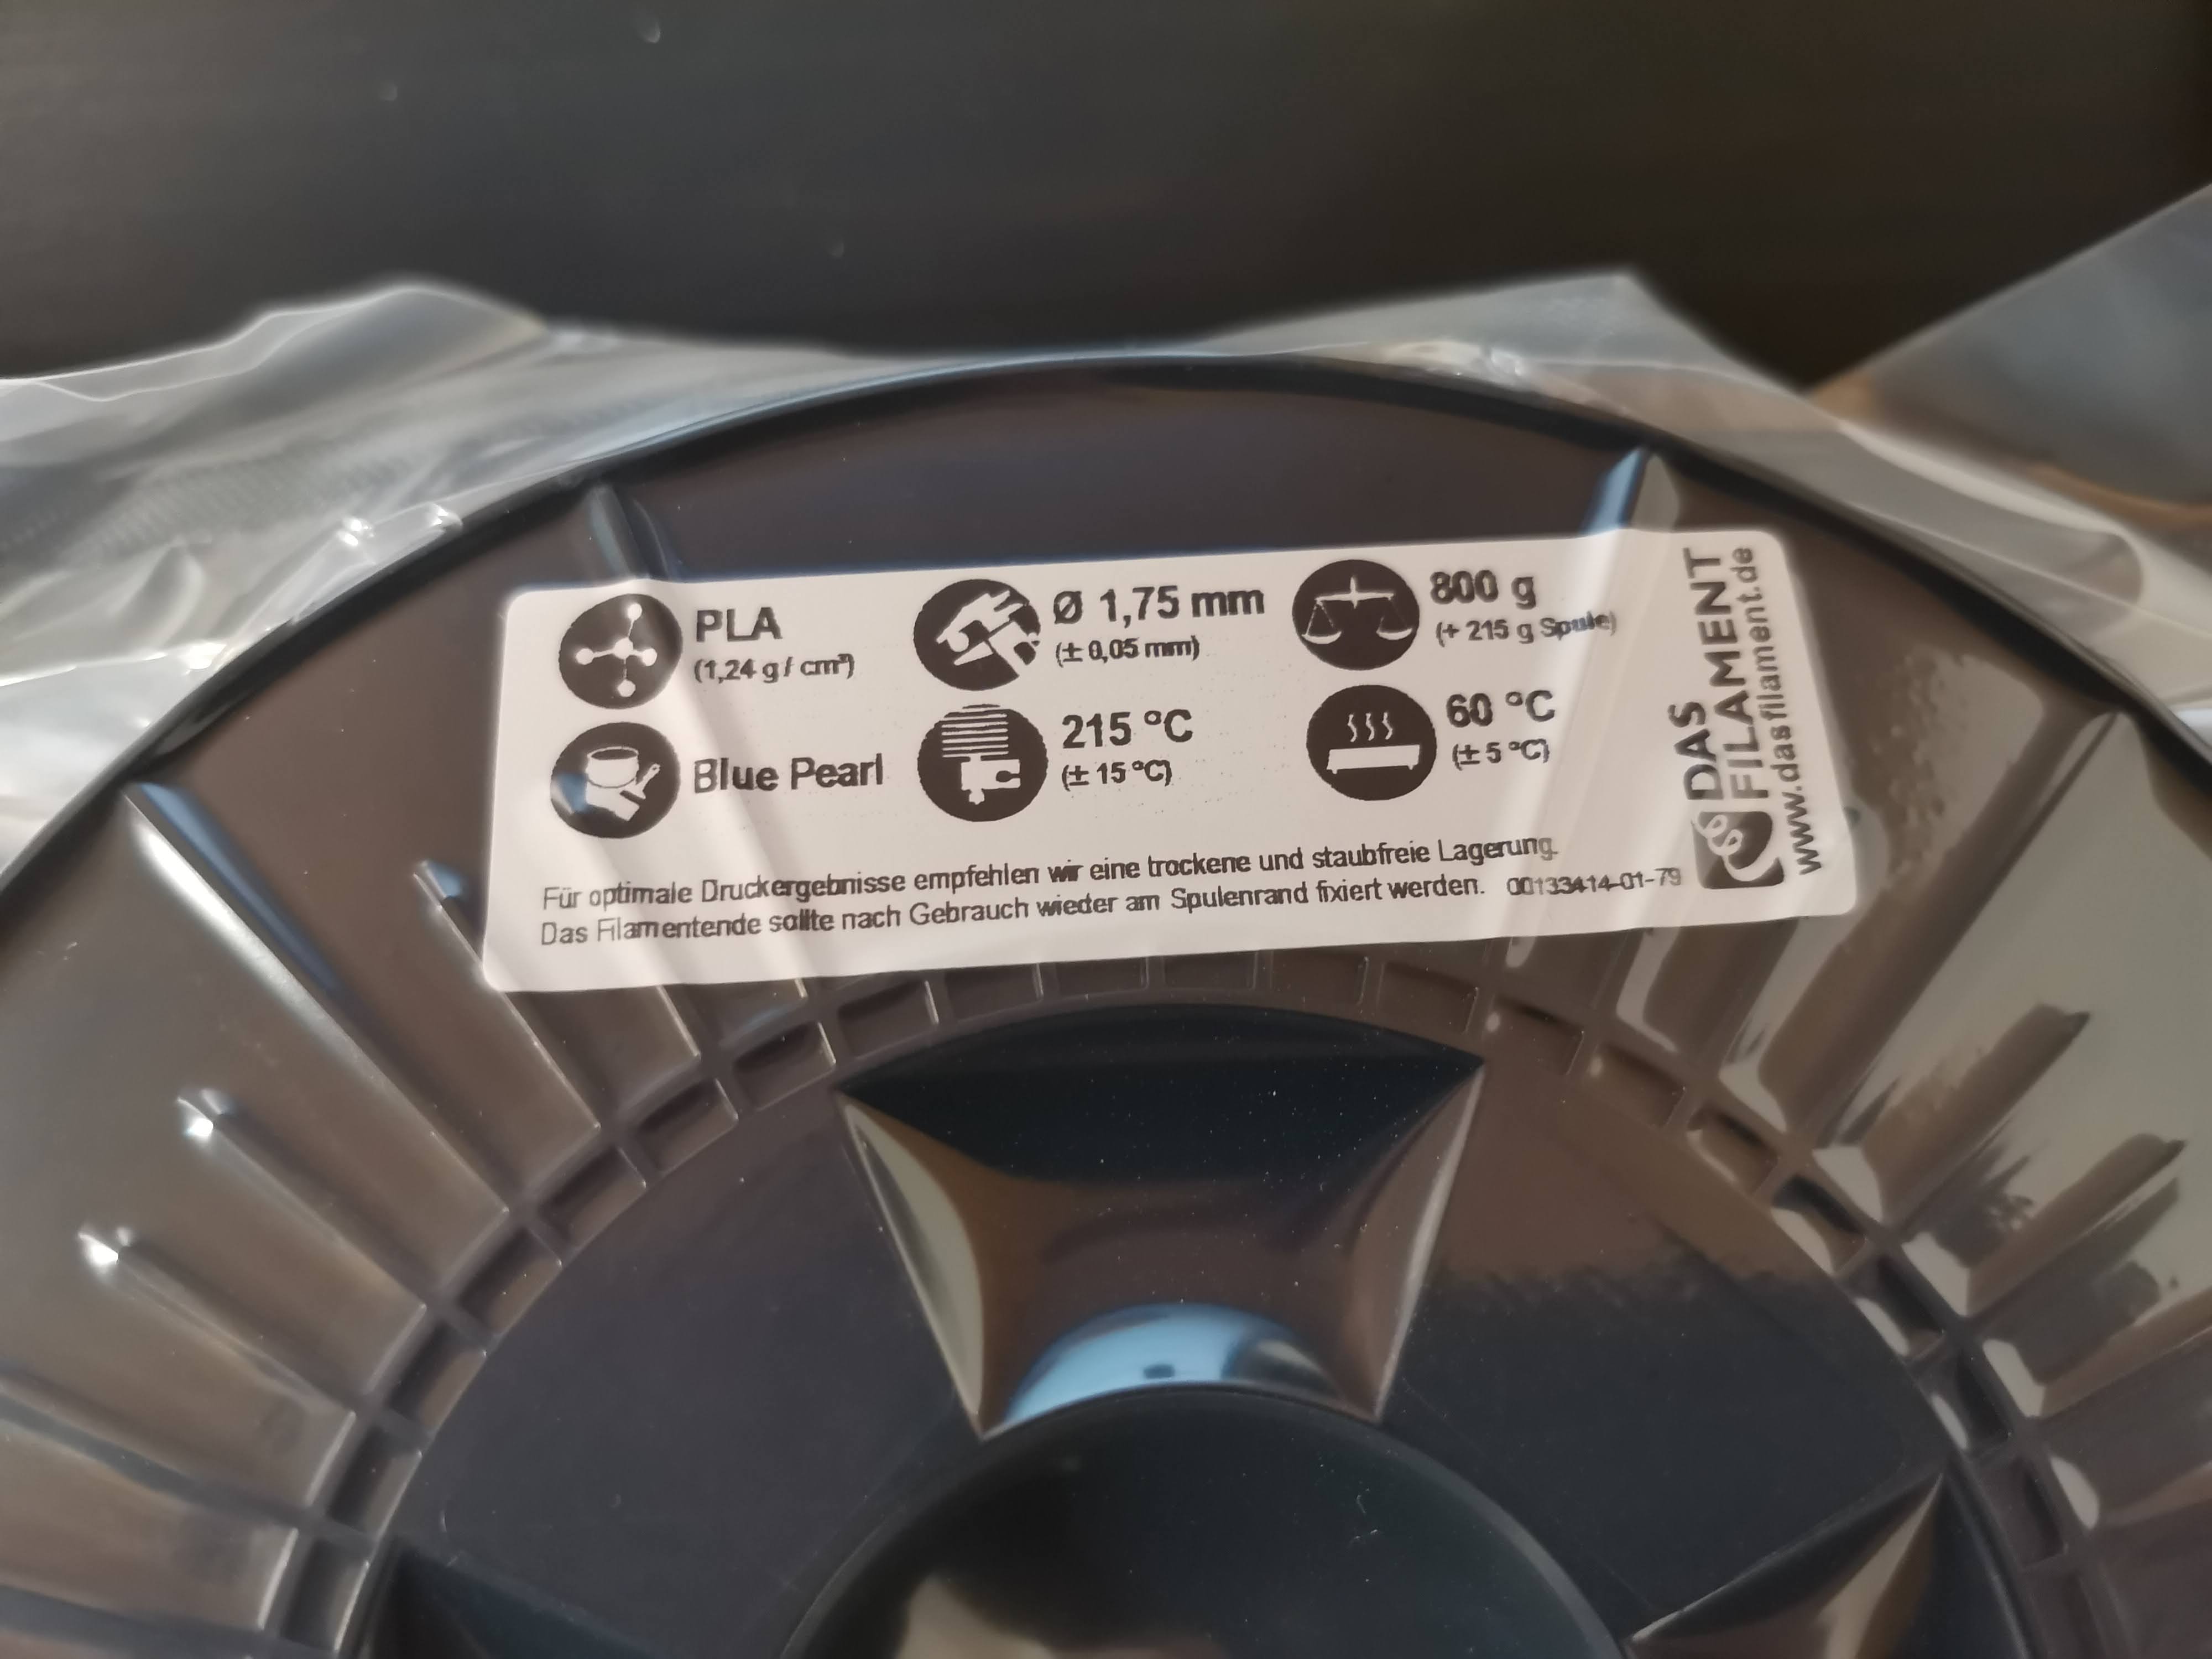 PLA
(1,24 g / cm³)
Ø 1,75 mm
(± 0,05 mm)
800 g
(+ 215 g Spule)
Blue Pearl
215 °C
(± 15 °C)
60 °C
(± 5 °C)
Für optimale Druckergebnisse empfehlen wir eine trockene und staubfreie Lagerung.
Das Filamentende sollte nach Gebrauch wieder am Spulenrand fixiert werden. 00133414-01-79
DAS
FILAMENT
www.dasfilament.de